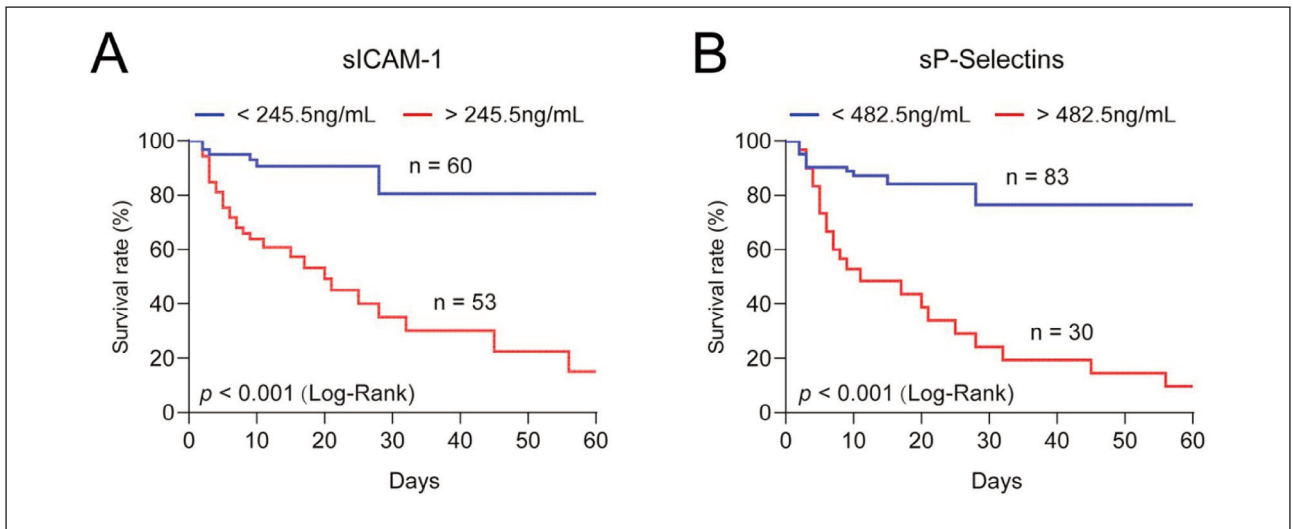 A
sICAM-1
< 245.5ng/mL > 245.5ng/mL
100
80
60
40
20
0
Survival rate (%)
n = 60
n = 53
p < 0.001 (Log-Rank)
0 10 20 30 40 50 60
Days
B
sP-Selectins
< 482.5ng/mL > 482.5ng/mL
100
80
60
40
20
0
Survival rate (%)
n = 83
n = 30
p < 0.001 (Log-Rank)
0 10 20 30 40 50 60
Days